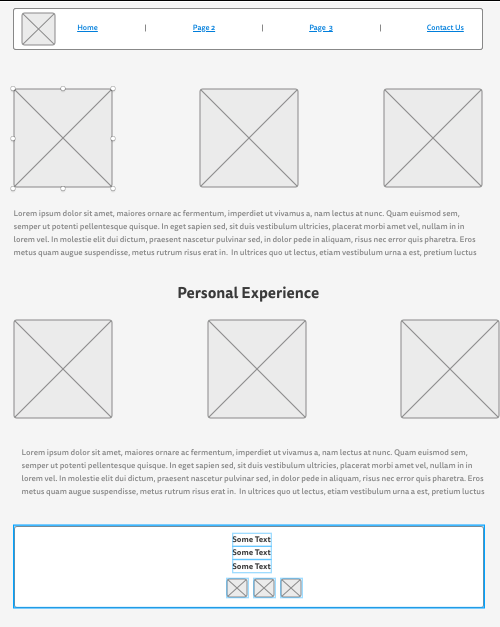 Home | Page 2 | Page 3 | Contact Us
Lorem ipsum dolor sit amet, maiores ornare ac fermentum, imperdiet ut vivamus a, nam lectus at nunc. Quam euismod sem,
semper ut potenti pellentesque quisque. In eget sapien sed, sit duis vestibulum ultricies, placerat morbi amet vel, nullam in in
lorem vel. In molestie elit dui dictum, praesent nascetur pulvinar sed, in dolor pede in aliquam, risus nec error quis pharetra. Eros
metus quam augue suspendisse, metus rutrum risus erat in. In ultrices quo ut lectus, etiam vestibulum urna a est, pretium luctus
Personal Experience
Lorem ipsum dolor sit amet, maiores ornare ac fermentum, imperdiet ut vivamus a, nam lectus at nunc. Quam euismod sem,
semper ut potenti pellentesque quisque. In eget sapien sed, sit duis vestibulum ultricies, placerat morbi amet vel, nullam in in
lorem vel. In molestie elit dui dictum, praesent nascetur pulvinar sed, in dolor pede in aliquam, risus nec error quis pharetra. Eros
metus quam augue suspendisse, metus rutrum risus erat in. In ultrices quo ut lectus, etiam vestibulum urna a est, pretium luctus
Some Text
Some Text
Some Text